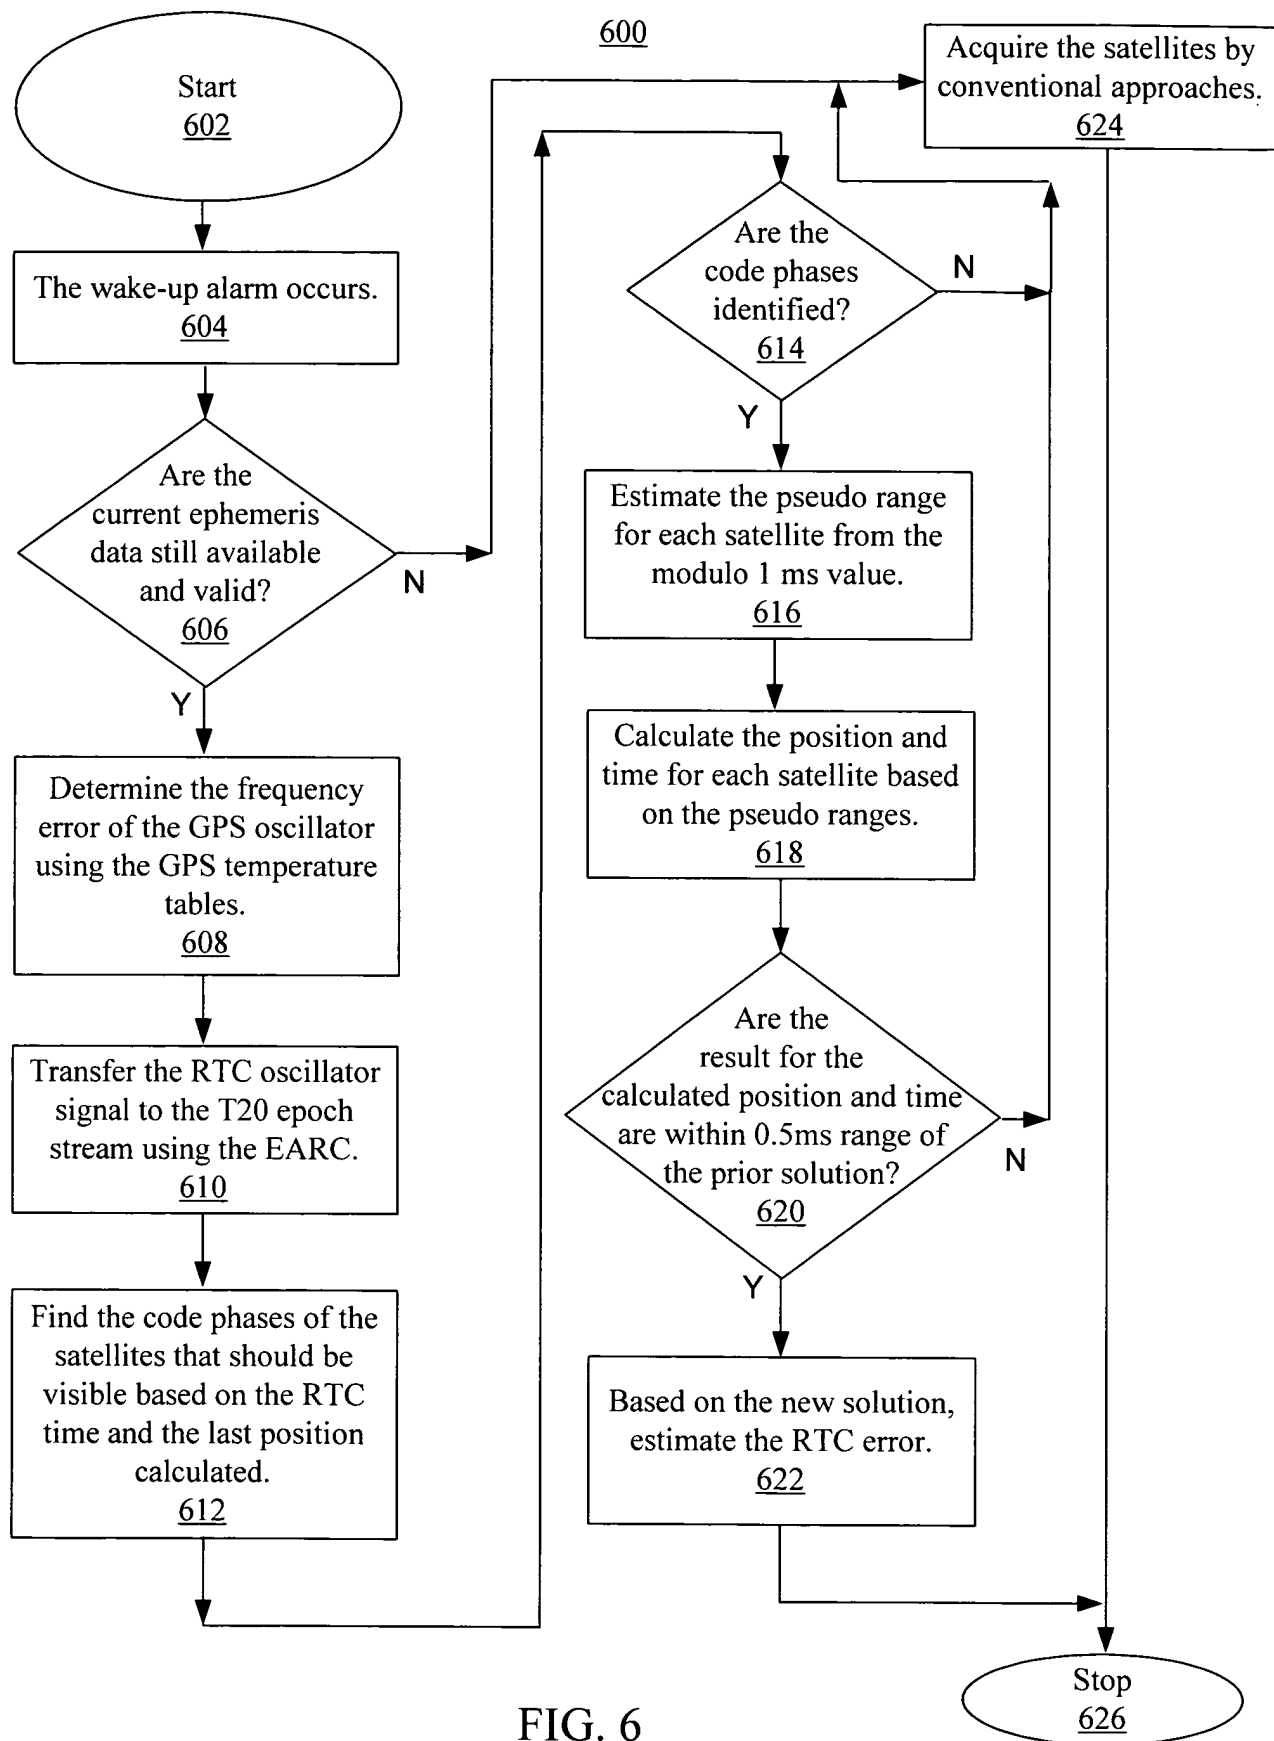 600
Start
602
The wake-up alarm occurs.
604
Are the
current ephemeris
data still available
and valid?
606
N
Y
Determine the frequency
error of the GPS oscillator
using the GPS temperature
tables.
608
Transfer the RTC oscillator
signal to the T20 epoch
stream using the EARC.
610
Find the code phases of the
satellites that should be
visible based on the RTC
time and the last position
calculated.
612
Are the
code phases
identified?
614
N
Y
Estimate the pseudo range
for each satellite from the
modulo 1 ms value.
616
Calculate the position and
time for each satellite based
on the pseudo ranges.
618
Are the
result for the
calculated position and time
are within 0.5ms range of
the prior solution?
620
N
Y
Based on the new solution,
estimate the RTC error.
622
Acquire the satellites by
conventional approaches.
624
Stop
626
FIG. 6